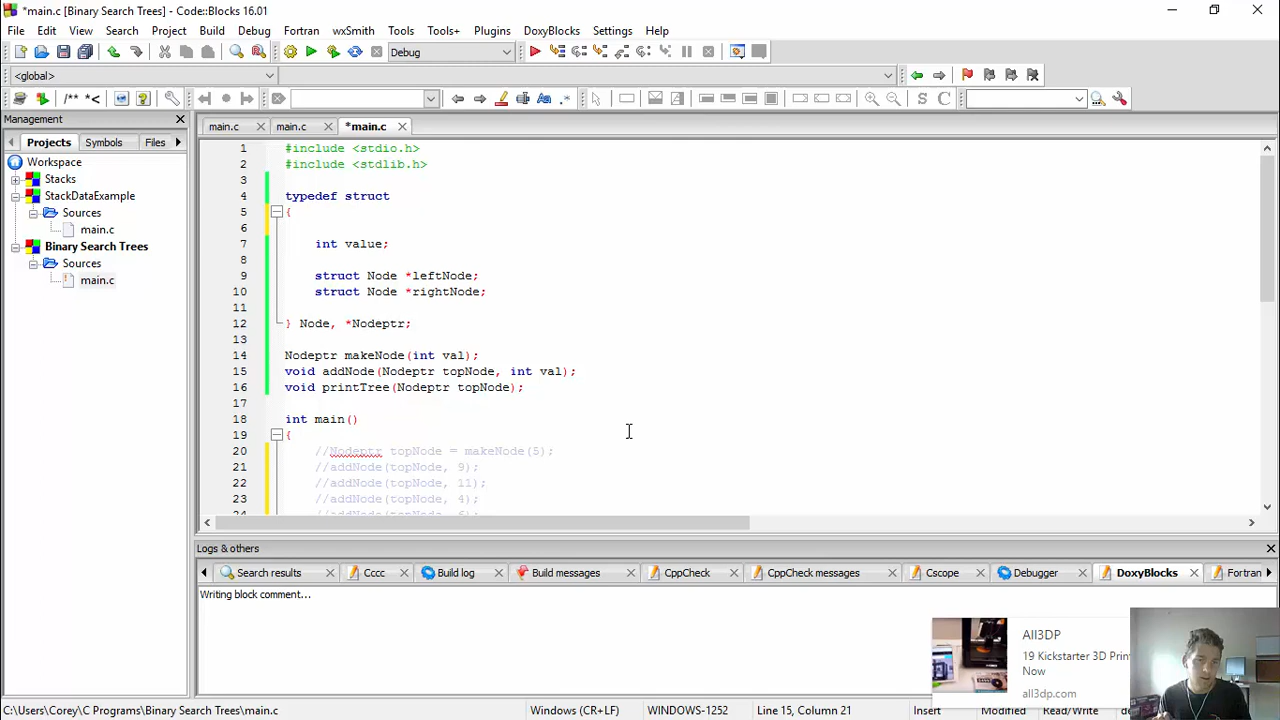 *main.c [Binary Search Trees] - Code::Blocks 16.01
File Edit View Search Project Build Debug Fortran wxSmith Tools Tools+ Plugins DoxyBlocks Settings Help
Debug
<global>
/** *<
S C
Management
Projects Symbols Files
main.c main.c *main.c
Workspace
Stacks
StackDataExample
Sources
main.c
Binary Search Trees
Sources
main.c
1 #include <stdio.h>
2 #include <stdlib.h>
3
4 typedef struct
5 {
6
7 int value;
8
9 struct Node *leftNode;
10 struct Node *rightNode;
11
12 } Node, *Nodeptr;
13
14 Nodeptr makeNode(int val);
15 void addNode(Nodeptr topNode, int val);
16 void printTree(Nodeptr topNode);
17
18 int main()
19 {
20 //Nodeptr topNode = makeNode(5);
21 //addNode(topNode, 9);
22 //addNode(topNode, 11);
23 //addNode(topNode, 4);
24 //addNode(topNode, 6);
Logs & others
Search results Cccc Build log Build messages CppCheck CppCheck messages Cscope Debugger DoxyBlocks Fortran
Writing block comment...
All3DP
19 Kickstarter 3D
Now
all3dp.com
C:\Users\Corey\C Programs\Binary Search Trees\main.c Windows (CR+LF) WINDOWS-1252 Line 15, Column 21 Insert Modified Read/Write